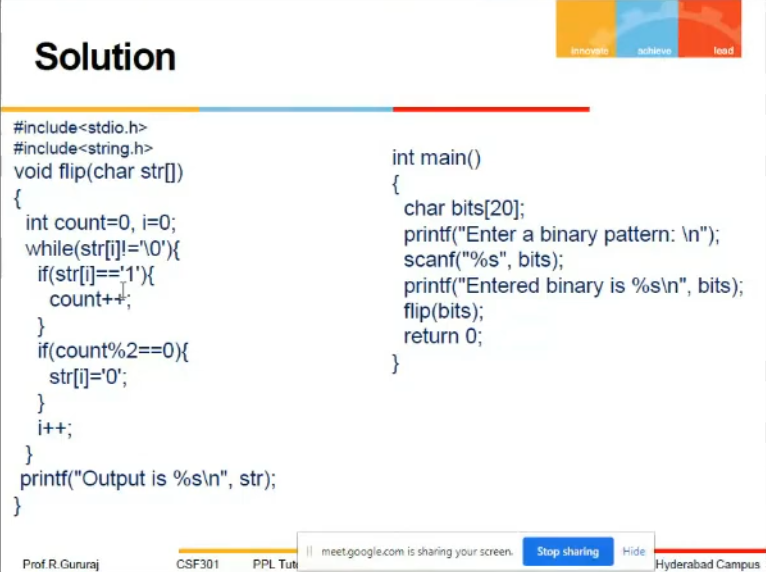 innovate achieve lead
Solution
#include<stdio.h>
#include<string.h>
void flip(char str[])
{
int count=0, i=0;
while(str[i]!='\0'){
if(str[i]=='1'){
count++;
}
if(count%2==0){
str[i]='0';
}
i++;
}
printf("Output is %s\n", str);
}
int main()
{
char bits[20];
printf("Enter a binary pattern: \n");
scanf("%s", bits);
printf("Entered binary is %s\n", bits);
flip(bits);
return 0;
}
meet.google.com is sharing your screen. Stop sharing Hide
Prof.R.Gururaj CSF301 PPL Tut Hyderabad Campus